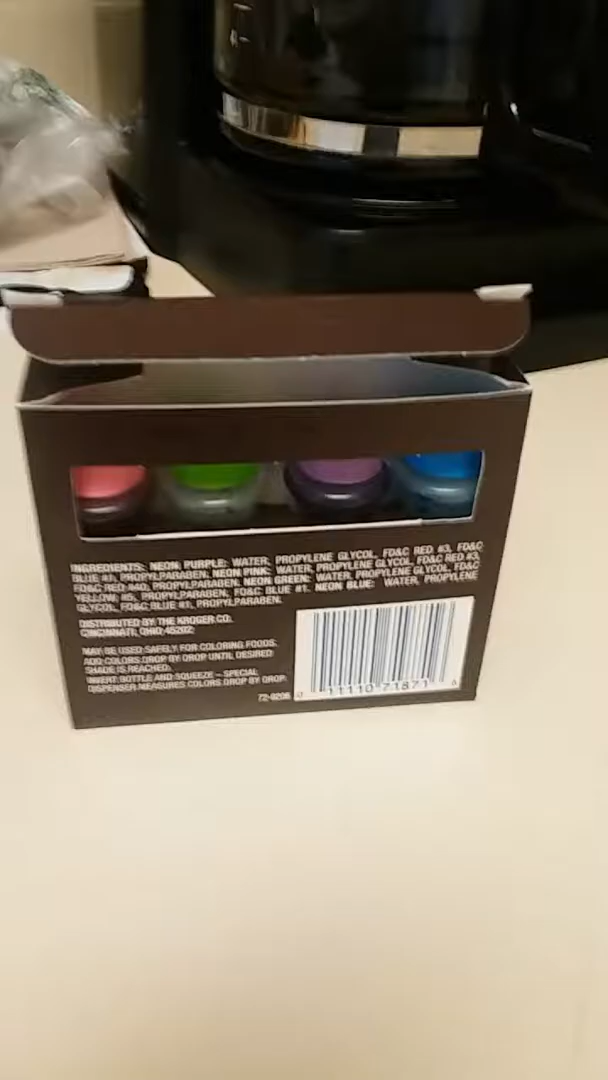 INGREDIENTS: NEON PURPLE: WATER, PROPYLENE GLYCOL, FD&C RED #3, FD&C
BLUE #1, PROPYLPARABEN. NEON PINK: WATER, PROPYLENE GLYCOL, FD&C RED #3,
FD&C RED #40, PROPYLPARABEN. NEON GREEN: WATER, PROPYLENE GLYCOL, FD&C
YELLOW #5, PROPYLPARABEN, FD&C BLUE #1. NEON BLUE: WATER, PROPYLENE
GLYCOL, FD&C BLUE #1, PROPYLPARABEN.
DISTRIBUTED BY THE KROGER CO.
CINCINNATI, OHIO 45202
MAY BE USED SAFELY FOR COLORING FOODS.
ADD COLORS DROP BY DROP UNTIL DESIRED
SHADE IS REACHED.
INVERT BOTTLE AND SQUEEZE – SPECIAL
DISPENSER MEASURES COLORS DROP BY DROP.
72-9206
0 11110 71871